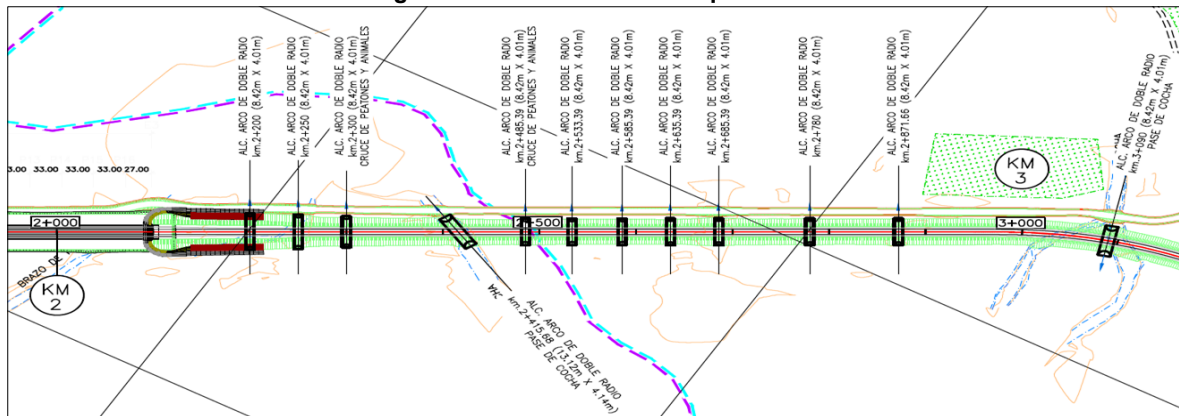 ALC. ARCO DE DOBLE RADIO
km.2+200 (8.42m X 4.01m)
ALC. ARCO DE DOBLE RADIO
km.2+250 (8.42m X 4.01m)
ALC. ARCO DE DOBLE RADIO
km.2+300 (8.42m X 4.01m)
CRUCE DE PEATONES Y ANIMALES
ALC. ARCO DE DOBLE RADIO
km.2+485.39 (8.42m X 4.01m)
CRUCE DE PEATONES Y ANIMALES
ALC. ARCO DE DOBLE RADIO
km.2+533.39 (8.42m X 4.01m)
ALC. ARCO DE DOBLE RADIO
km.2+585.39 (8.42m X 4.01m)
ALC. ARCO DE DOBLE RADIO
km.2+635.39 (8.42m X 4.01m)
ALC. ARCO DE DOBLE RADIO
km.2+685.39 (8.42m X 4.01m)
ALC. ARCO DE DOBLE RADIO
km.2+780 (8.42m X 4.01m)
ALC. ARCO DE DOBLE RADIO
km.2+871.66 (8.42m X 4.01m)
ALC. ARCO DE DOBLE RADIO
km.3+090 (8.42m X 4.01m)
PASE DE COCHA
KM
3
3.00 33.00 33.00 33.00 27.00
2+000
500
3+000
BRAZO DE
KM
2
ALC. ARCO DE DOBLE RADIO
km.2+415.68 (13.12m X 4.14m)
PASE DE COCHA